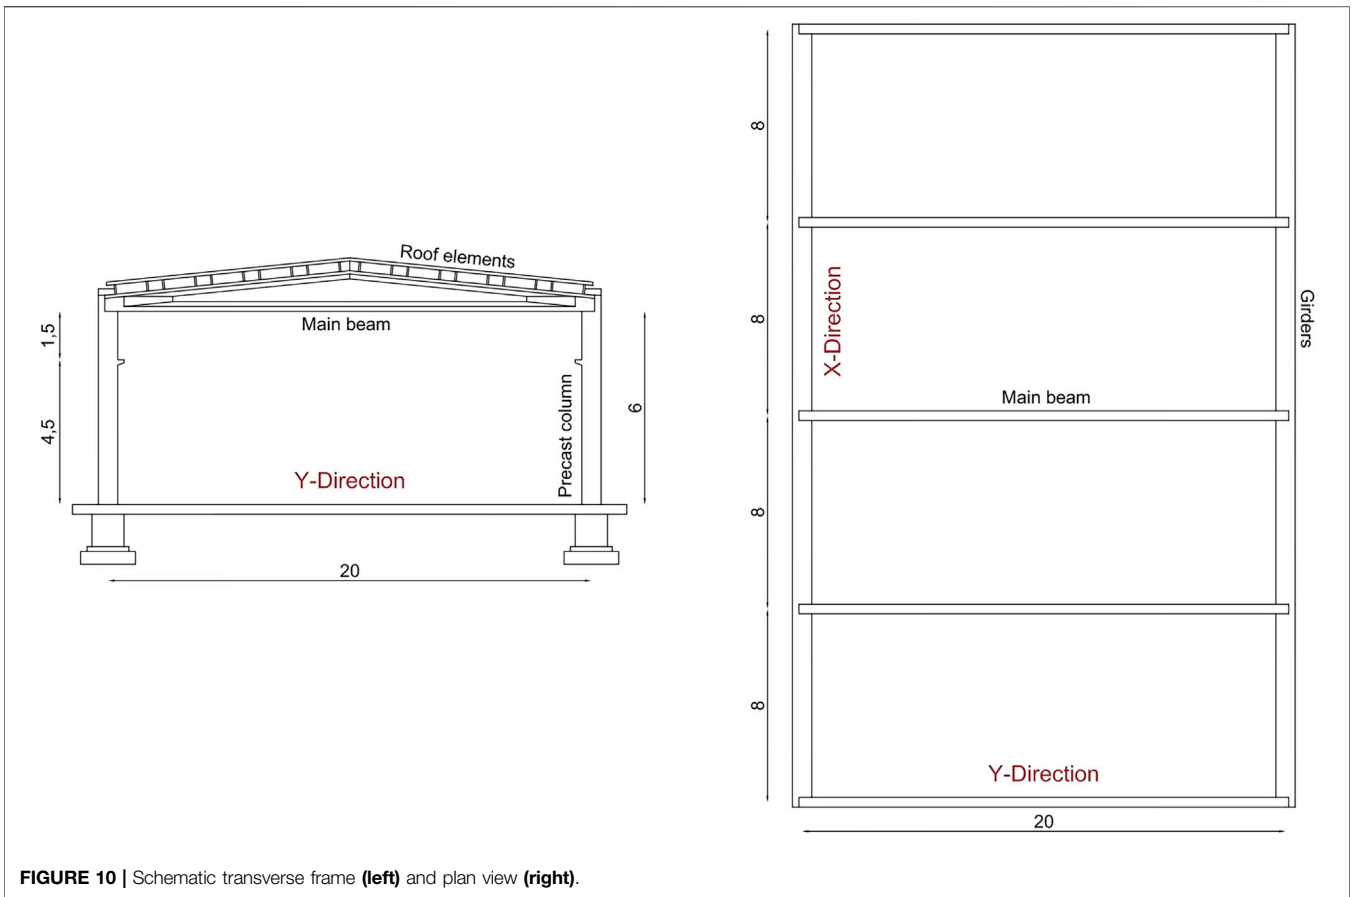 Roof elements
Main beam
1,5
4,5
Precast column
6
Y-Direction
20
8
8
8
8
X-Direction
Girders
Main beam
Y-Direction
20
FIGURE 10 | Schematic transverse frame (left) and plan view (right).